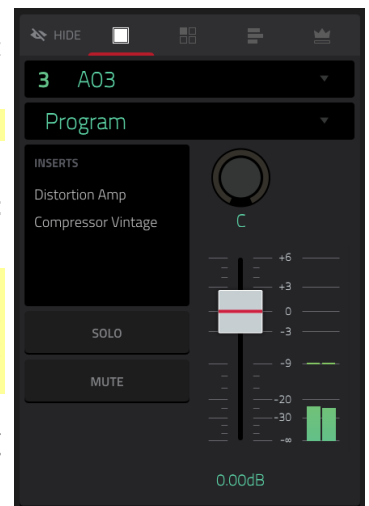 HIDE
3 A03
Program
INSERTS
Distortion Amp
Compressor Vintage
C
+6
+3
0
-3
-9
-20
-30
-∞
SOLO
MUTE
0.00dB